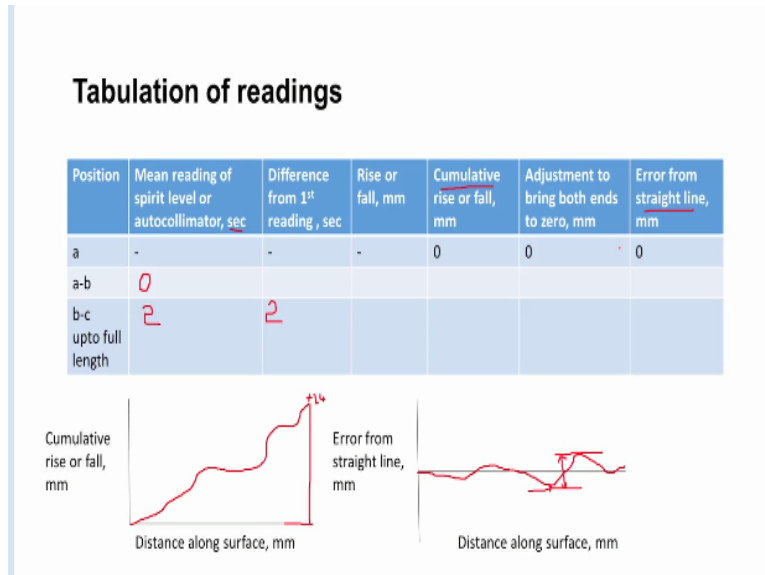 Tabulation of readings
Position
Mean reading of
spirit level or
autocollimator, sec
Difference
from 1st
reading , sec
Rise or
fall, mm
Cumulative
rise or fall,
mm
Adjustment to
bring both ends
to zero, mm
Error from
straight line,
mm
a - - - 0 0 0
a-b 0
b-c 2 2
upto full
length
+24
Cumulative
rise or fall,
mm
Distance along surface, mm
Error from
straight line,
mm
Distance along surface, mm